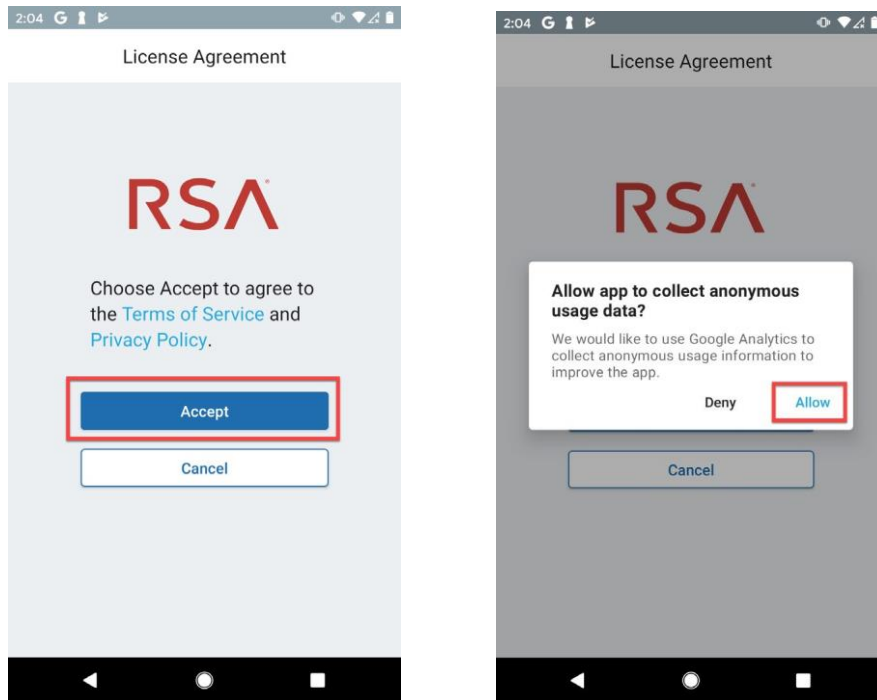 2:04 G
License Agreement
RSA
Choose Accept to agree to
the Terms of Service and
Privacy Policy.
Accept
Cancel
2:04 G
License Agreement
RSA
Allow app to collect anonymous
usage data?
We would like to use Google Analytics to
collect anonymous usage information to
improve the app.
Deny Allow
Cancel